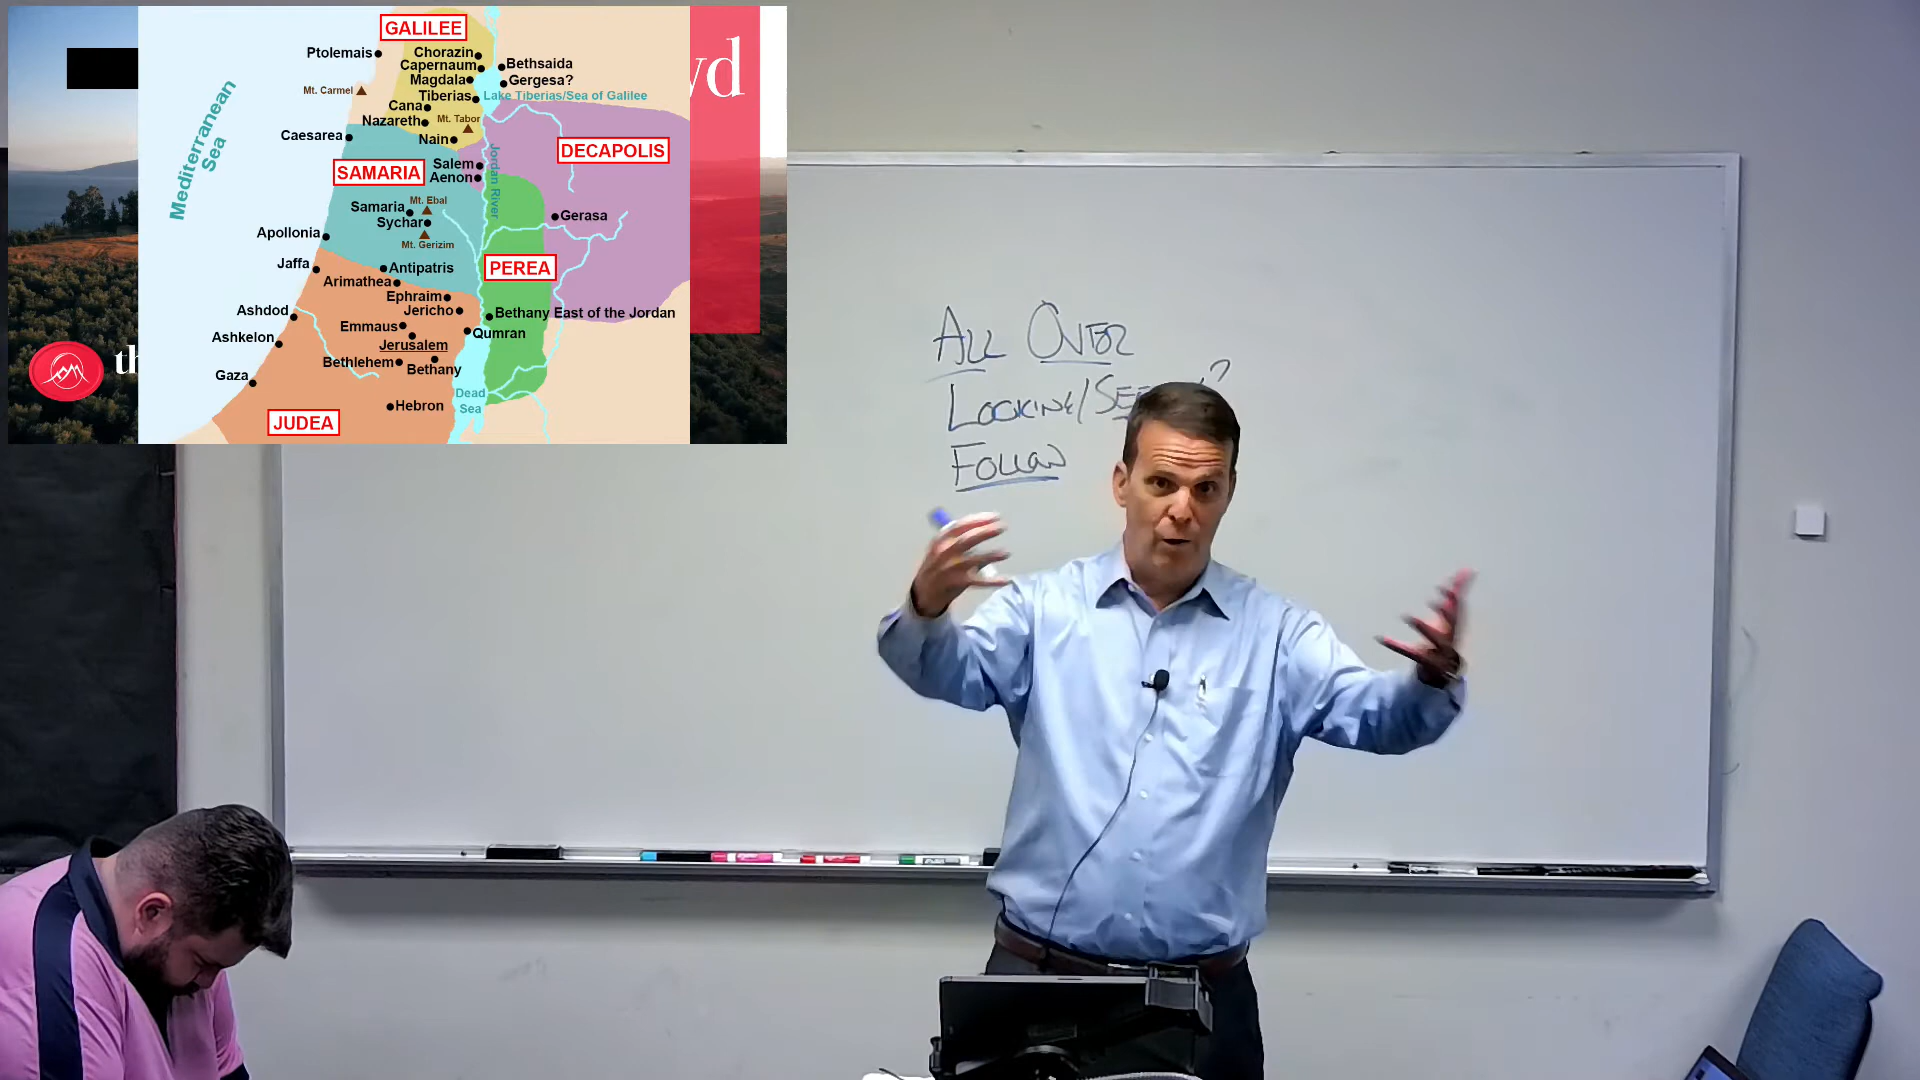 GALILEE
Ptolemais
Chorazin
Capernaum
Bethsaida
Magdala
Gergesa?
Mt. Carmel
Tiberias
Lake Tiberias/Sea of Galilee
Cana
Nazareth
Mt. Tabor
Caesarea
Nain
Mediterranean
Sea
DECAPOLIS
SAMARIA
Salem
Aenon
Jordan River
Samaria
Mt. Ebal
Sychar
Gerasa
Apollonia
Mt. Gerizim
Jaffa
Antipatris
PEREA
Arimathea
Ephraim
Jericho
Ashdod
Bethany East of the Jordan
Emmaus
Qumran
Ashkelon
Jerusalem
Bethlehem
Bethany
Gaza
Dead
Sea
Hebron
JUDEA
wd
th
ALL OVER
LOOKING/
FOLLOW